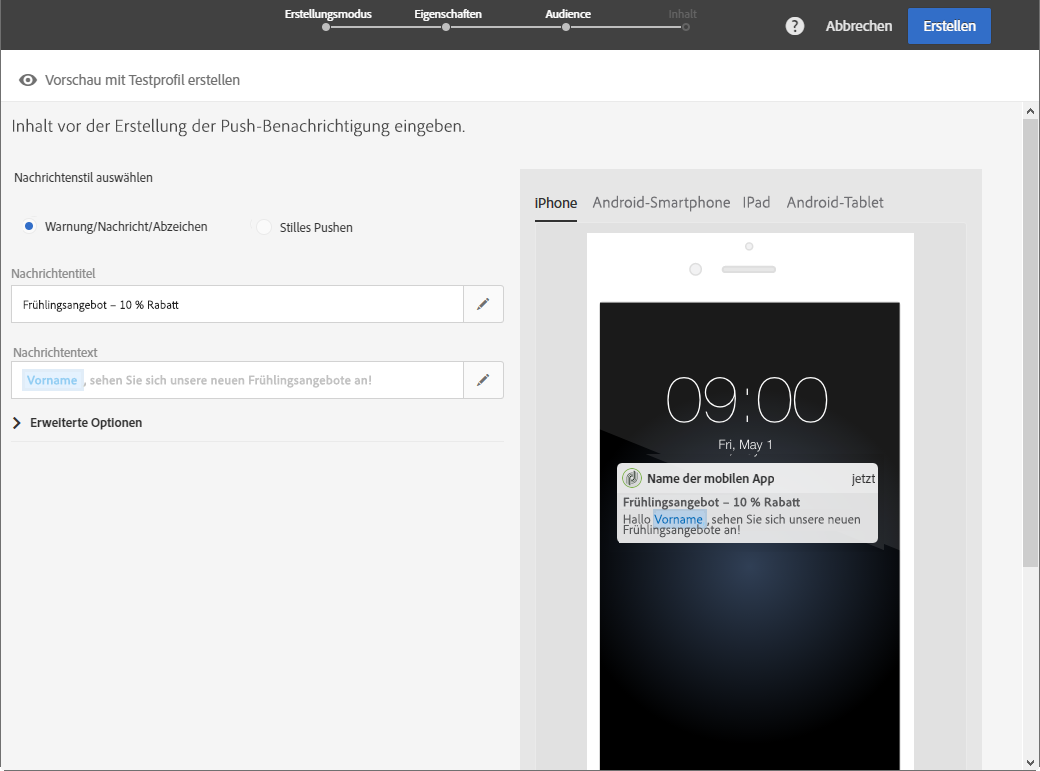 Erstellungsmodus Eigenschaften Audience Inhalt
? Abbrechen Erstellen
Vorschau mit Testprofil erstellen
Inhalt vor der Erstellung der Push-Benachrichtigung eingeben.
Nachrichtenstil auswählen
Warnung/Nachricht/Abzeichen Stilles Pushen
Nachrichtentitel
Frühlingsangebot – 10 % Rabatt
Nachrichtentext
Vorname , sehen Sie sich unsere neuen Frühlingsangebote an!
Erweiterte Optionen
iPhone Android-Smartphone IPad Android-Tablet
09:00
Fri, May 1
Name der mobilen App jetzt
Frühlingsangebot – 10 % Rabatt
Hallo Vorname , sehen Sie sich unsere neuen
Frühlingsangebote an!